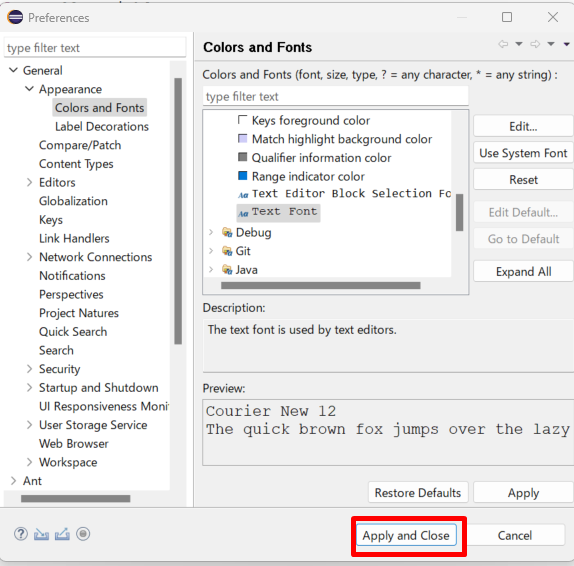 Preferences
type filter text
General
Appearance
Colors and Fonts
Label Decorations
Compare/Patch
Content Types
Editors
Globalization
Keys
Link Handlers
Network Connections
Notifications
Perspectives
Project Natures
Quick Search
Search
Security
Startup and Shutdown
UI Responsiveness Moni
User Storage Service
Web Browser
Workspace
Ant
Colors and Fonts
Colors and Fonts (font, size, type, ? = any character, * = any string) :
type filter text
Keys foreground color
Match highlight background color
Qualifier information color
Range indicator color
Aa Text Editor Block Selection Fo
Aa Text Font
Debug
Git
Java
Edit...
Use System Font
Reset
Edit Default...
Go to Default
Expand All
Description:
The text font is used by text editors.
Preview:
Courier New 12
The quick brown fox jumps over the lazy
Restore Defaults
Apply
Apply and Close
Cancel